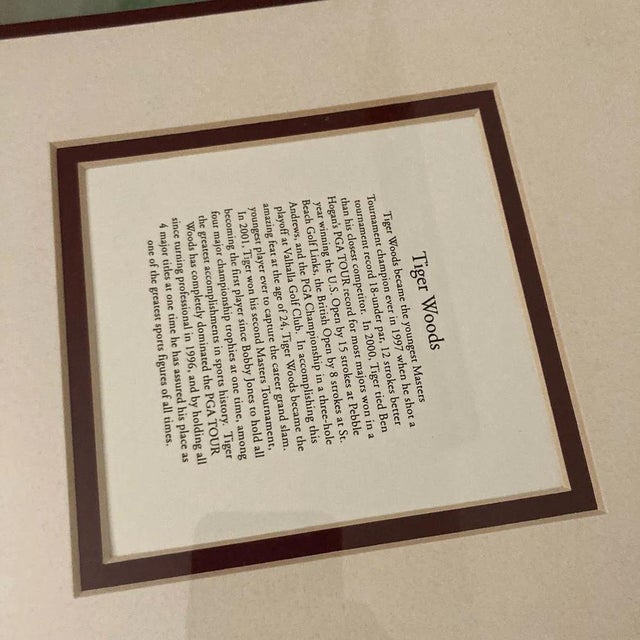 Tiger Woods
Tiger Woods became the youngest Masters
Tournament champion ever in 1997 when he shot a
tournament record 18-under par, 12 strokes better
than his closest competitor. In 2000, Tiger tied Ben
Hogan's PGA TOUR record for most majors won in a
year winning the U.S. Open by 15 strokes at Pebble
Beach Golf Links, the British Open by 8 strokes at St.
Andrews, and the PGA Championship in a three-hole
playoff at Valhalla Golf Club. In accomplishing this
amazing feat at the age of 24, Tiger Woods became the
youngest player ever to capture the career grand slam.
In 2001, Tiger won his second Masters Tournament,
becoming the first player since Bobby Jones to hold all
four major championship trophies at one time, among
the greatest accomplishments in sports history. Tiger
Woods has completely dominated the PGA TOUR
since turning professional in 1996, and by holding all
4 major titles at one time he has assured his place as
one of the greatest sports figures of all times.